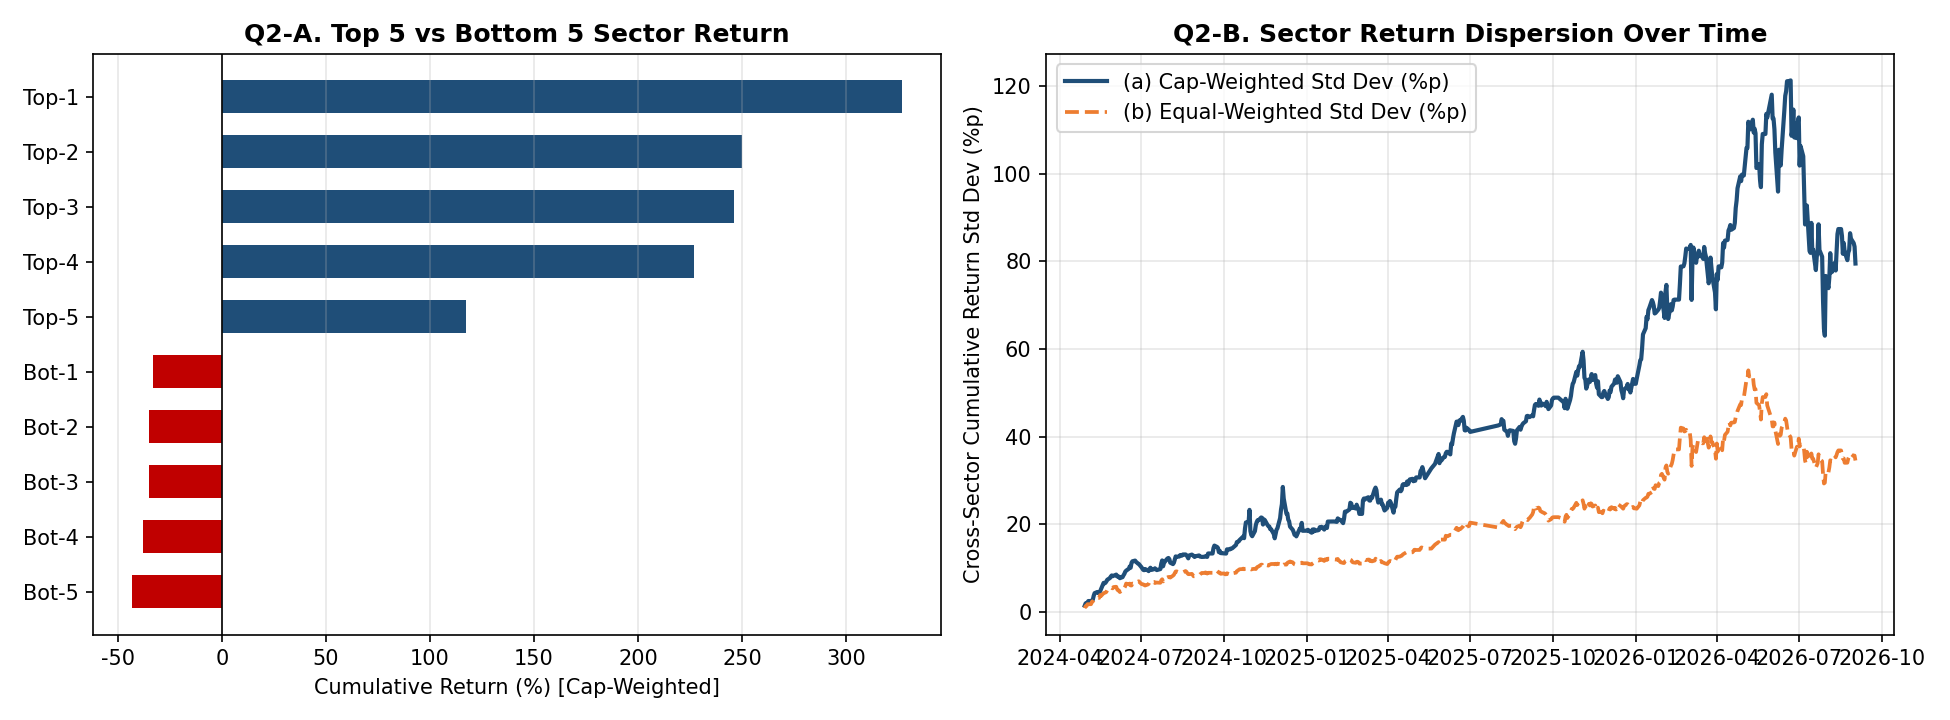 Q2-A. Top 5 vs Bottom 5 Sector Return
Top-1
Top-2
Top-3
Top-4
Top-5
Bot-1
Bot-2
Bot-3
Bot-4
Bot-5
-50 0 50 100 150 200 250 300
Cumulative Return (%) [Cap-Weighted]
Q2-B. Sector Return Dispersion Over Time
(a) Cap-Weighted Std Dev (%p)
(b) Equal-Weighted Std Dev (%p)
Cross-Sector Cumulative Return Std Dev (%p)
120
100
80
60
40
20
0
2024-04 2024-07 2024-10 2025-01 2025-04 2025-07 2025-10 2026-01 2026-04 2026-07 2026-10